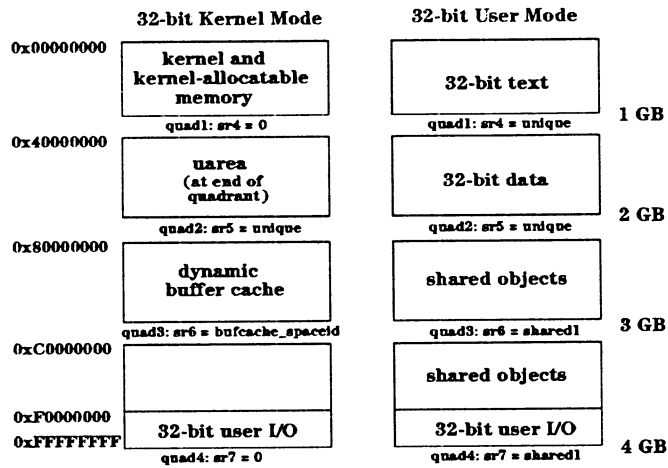 32-bit Kernel Mode
32-bit User Mode
0x00000000
kernel and
kernel-allocatable
memory
32-bit text
quad1: sr4 = 0
quad1: sr4 = unique
1 GB
0x40000000
uarea
(at end of
quadrant)
32-bit data
quad2: sr5 = unique
quad2: sr5 = unique
2 GB
0x80000000
dynamic
buffer cache
shared objects
quad3: sr6 = bufcache_spaceid
quad3: sr6 = shared1
3 GB
0xC0000000
shared objects
0xF0000000
32-bit user I/O
32-bit user I/O
0xFFFFFFFF
quad4: sr7 = 0
quad4: sr7 = shared1
4 GB